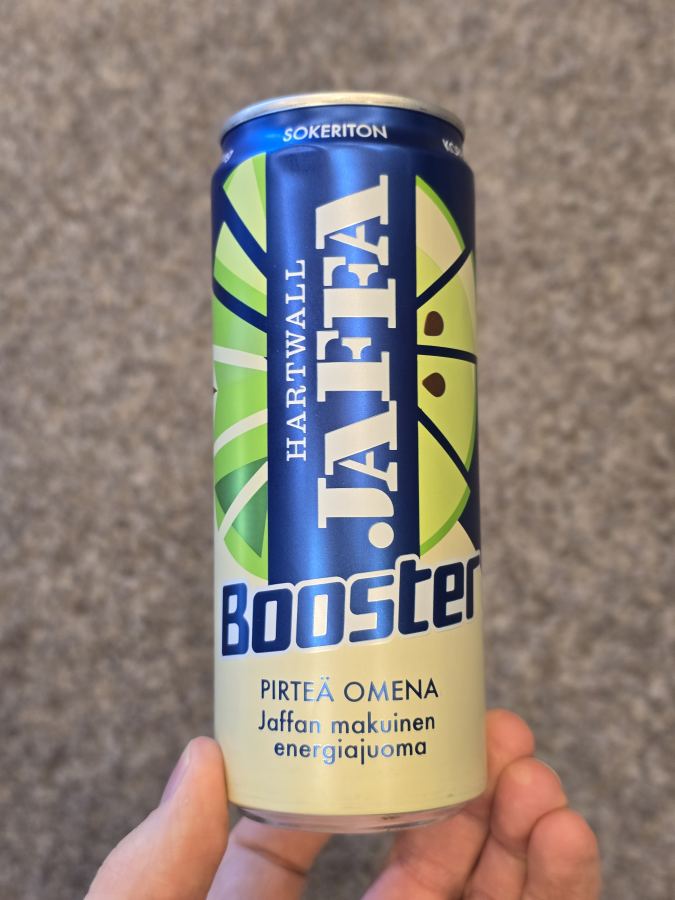 SOKERITON
HARTWALL
JAFFA
Booster
PIRTEÄ OMENA
Jaffan makuinen
energiajuoma